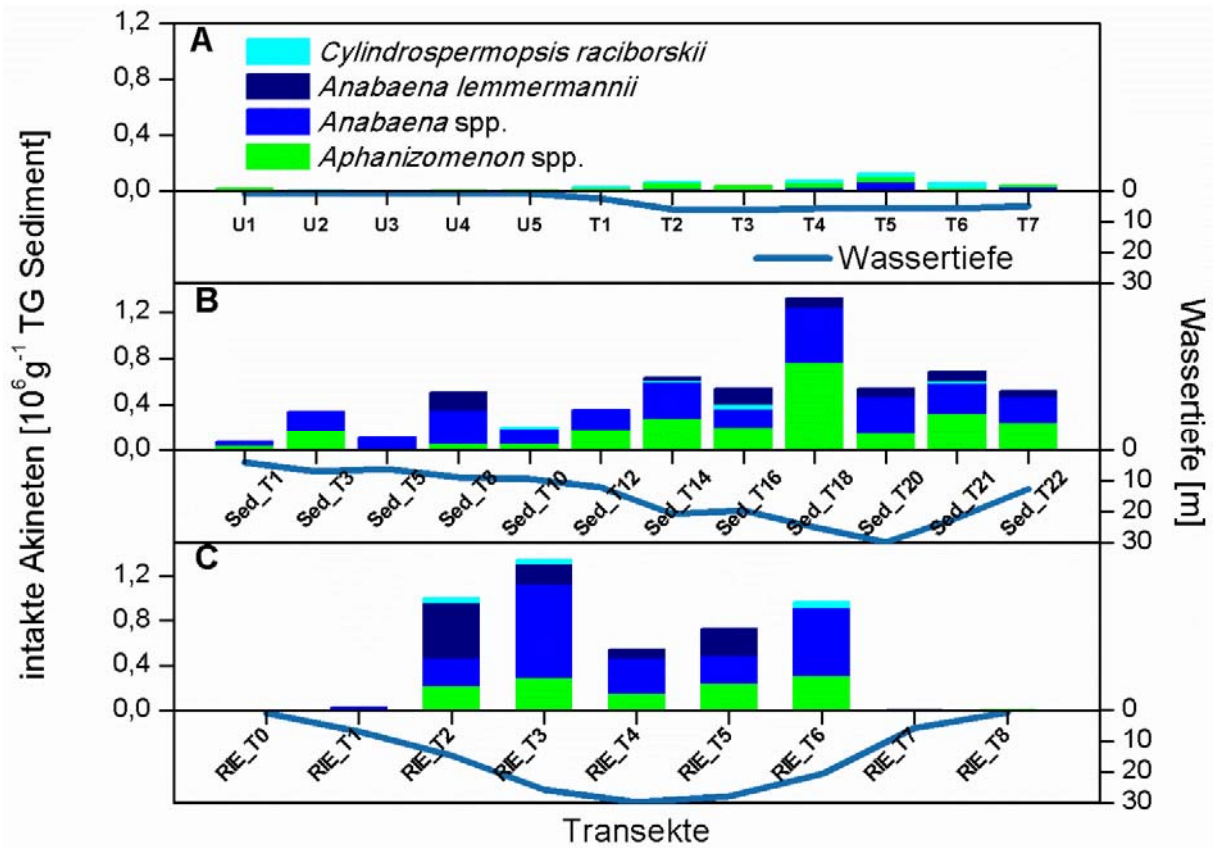 intakte Akineten [10⁶g⁻¹ TG Sediment]
Wassertiefe [m]
A
1,2
0,8
0,4
0,0
Cylindrospermopsis raciborskii
Anabaena lemmermannii
Anabaena spp.
Aphanizomenon spp.
U1 U2 U3 U4 U5 T1 T2 T3 T4 T5 T6 T7
Wassertiefe
0
10
20
30
B
1,2
0,8
0,4
0,0
Sed_T1 Sed_T3 Sed_T5 Sed_T8 Sed_T10 Sed_T12 Sed_T14 Sed_T16 Sed_T18 Sed_T20 Sed_T21 Sed_T22
0
10
20
30
C
1,2
0,8
0,4
0,0
RIE_T0 RIE_T1 RIE_T2 RIE_T3 RIE_T4 RIE_T5 RIE_T6 RIE_T7 RIE_T8
0
10
20
30
Transekte